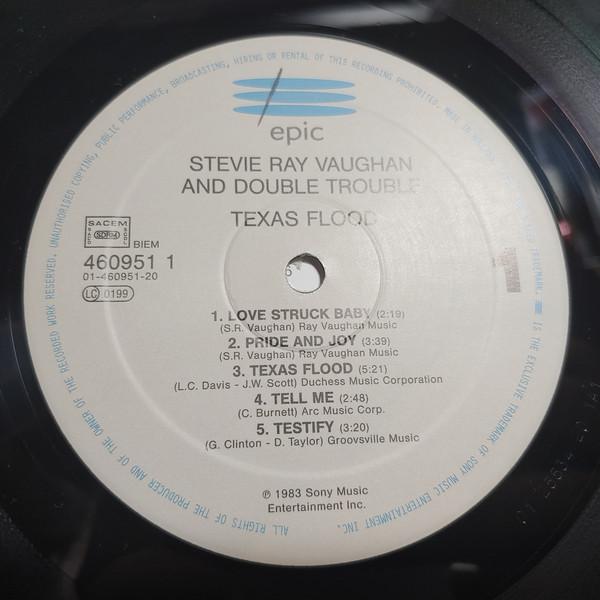 epic
STEVIE RAY VAUGHAN
AND DOUBLE TROUBLE
TEXAS FLOOD
SACEM
SDRM
BIEM
460951 1
01-460951-20
LC 0199
1. LOVE STRUCK BABY (2:19)
(S.R. Vaughan) Ray Vaughan Music
2. PRIDE AND JOY (3:39)
(S.R. Vaughan) Ray Vaughan Music
3. TEXAS FLOOD (5:21)
(L.C. Davis - J.W. Scott) Duchess Music Corporation
4. TELL ME (2:48)
(C. Burnett) Arc Music Corp.
5. TESTIFY (3:20)
(G. Clinton - D. Taylor) Groovsville Music
℗ 1983 Sony Music
Entertainment Inc.
ALL RIGHTS OF THE PRODUCER AND OF THE OWNER OF THE RECORDED WORK RESERVED. UNAUTHORISED COPYING, PUBLIC PERFORMANCE, BROADCASTING, HIRING OR RENTAL OF THIS RECORDING PROHIBITED. MADE IN
TRADEMARK. IS THE EXCLUSIVE TRADEMARK OF SONY MUSIC ENTERTAINMENT INC.